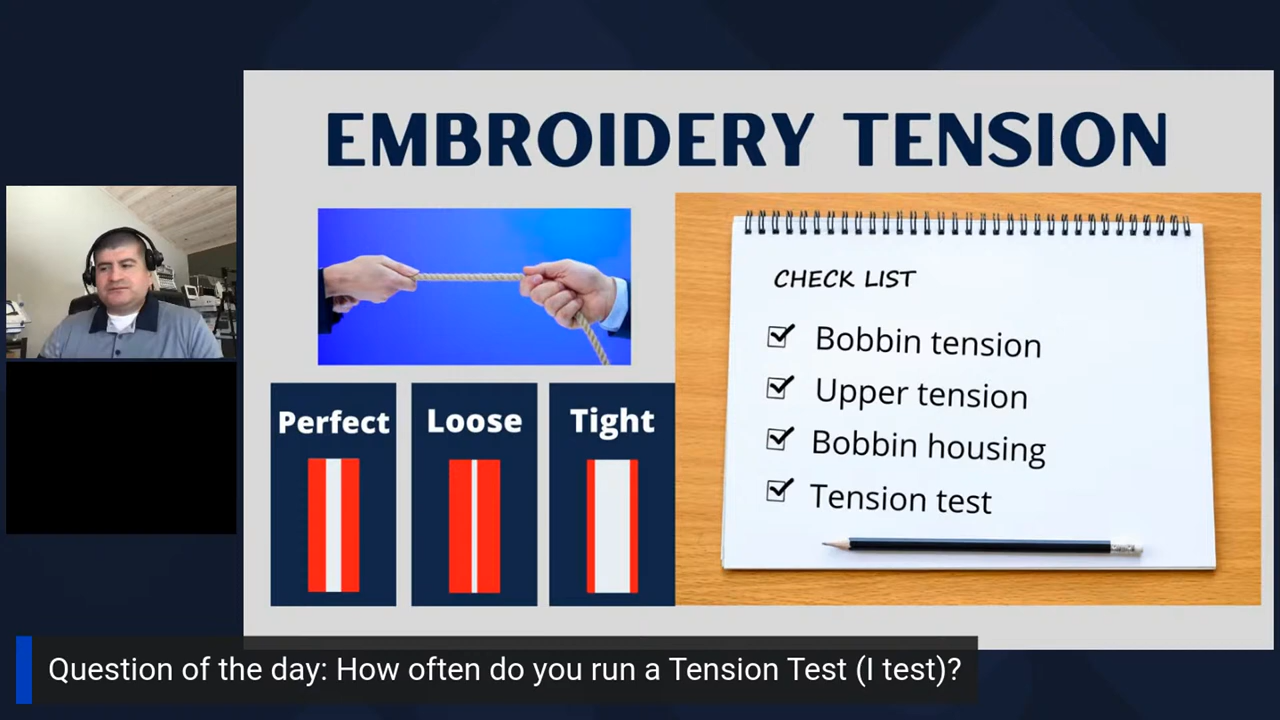 EMBROIDERY TENSION
Perfect
Loose
Tight
CHECK LIST
Bobbin tension
Upper tension
Bobbin housing
Tension test
Question of the day: How often do you run a Tension Test (I test)?